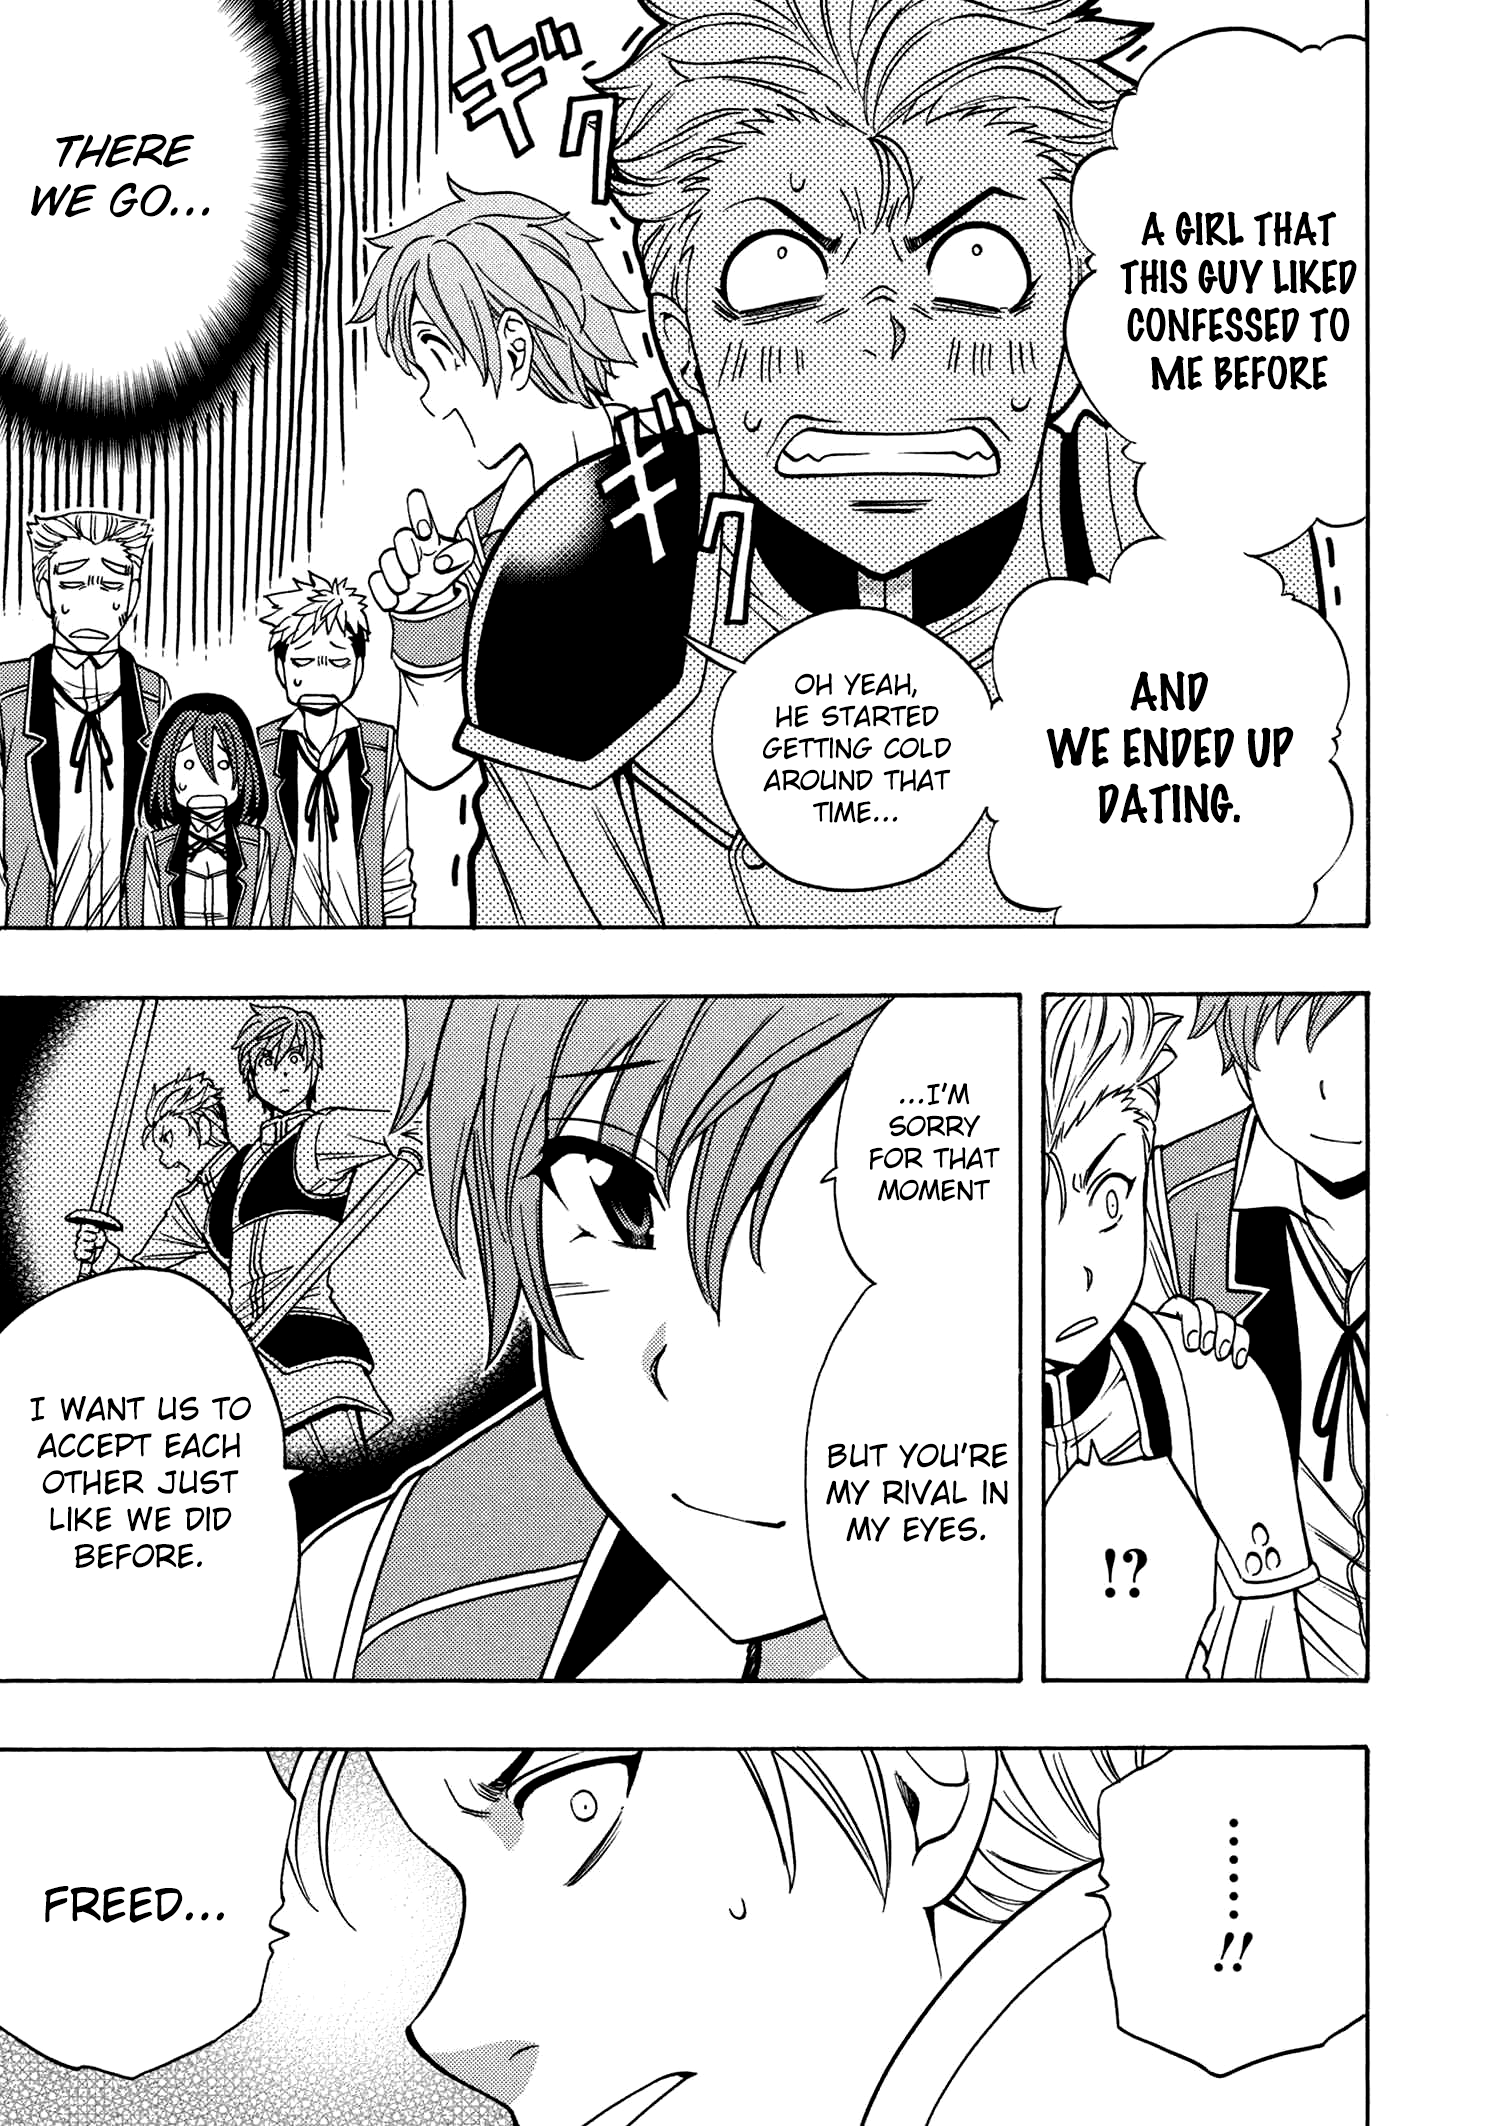 A GIRL THAT
THIS GUY LIKED
CONFESSED TO
ME BEFORE
AND
WE ENDED UP
DATING.
OH YEAH,
HE STARTED
GETTING COLD
AROUND THAT
TIME...
ギク
ギク
THERE
WE GO...
!?
...I'M
SORRY
FOR THAT
MOMENT
BUT YOU'RE
MY RIVAL IN
MY EYES.
I WANT US TO
ACCEPT EACH
OTHER JUST
LIKE WE DID
BEFORE.
......!!
FREED...